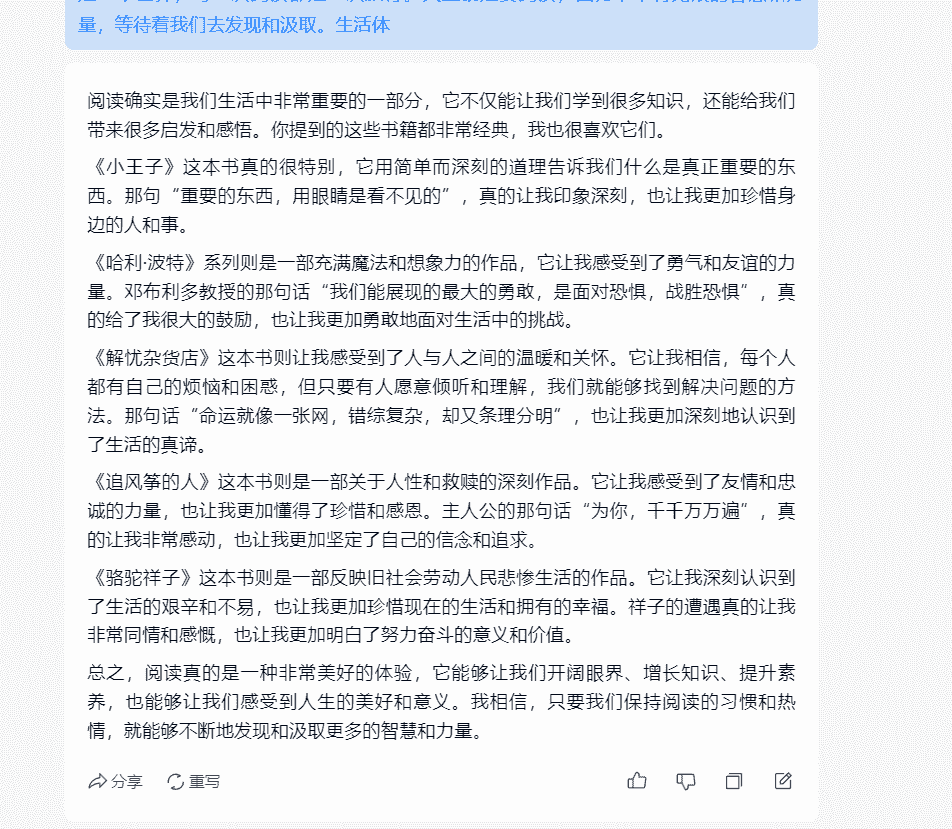 量，等待着我们去发现和汲取。生活体
阅读确实是我们生活中非常重要的一部分，它不仅能让我们学到很多知识，还能给我们
带来很多启发和感悟。你提到的这些书籍都非常经典，我也很喜欢它们。
《小王子》这本书真的很特别，它用简单而深刻的道理告诉我们什么是真正重要的东
西。那句“重要的东西，用眼睛是看不见的”，真的让我印象深刻，也让我更加珍惜身
边的人和事。
《哈利·波特》系列则是一部充满魔法和想象力的作品，它让我感受到了勇气和友谊的力
量。邓布利多教授的那句话“我们能展现的最大的勇敢，是面对恐惧，战胜恐惧”，真
的给了我很大的鼓励，也让我更加勇敢地面对生活中的挑战。
《解忧杂货店》这本书则让我感受到了人与人之间的温暖和关怀。它让我相信，每个人
都有自己的烦恼和困惑，但只要有人愿意倾听和理解，我们就能够找到解决问题的方
法。那句话“命运就像一张网，错综复杂，却又条理分明”，也让我更加深刻地认识到
了生活的真谛。
《追风筝的人》这本书则是一部关于人性和救赎的深刻作品。它让我感受到了友情和忠
诚的力量，也让我更加懂得了珍惜和感恩。主人公的那句话“为你，千千万万遍”，真
的让我非常感动，也让我更加坚定了自己的信念和追求。
《骆驼祥子》这本书则是一部反映旧社会劳动人民悲惨生活的作品。它让我深刻认识到
了生活的艰辛和不易，也让我更加珍惜现在的生活和拥有的幸福。祥子的遭遇真的让我
非常同情和感慨，也让我更加明白了努力奋斗的意义和价值。
总之，阅读真的是一种非常美好的体验，它能够让我们开阔眼界、增长知识、提升素
养，也能够让我们感受到人生的美好和意义。我相信，只要我们保持阅读的习惯和热
情，就能够不断地发现和汲取更多的智慧和力量。
分享 重写